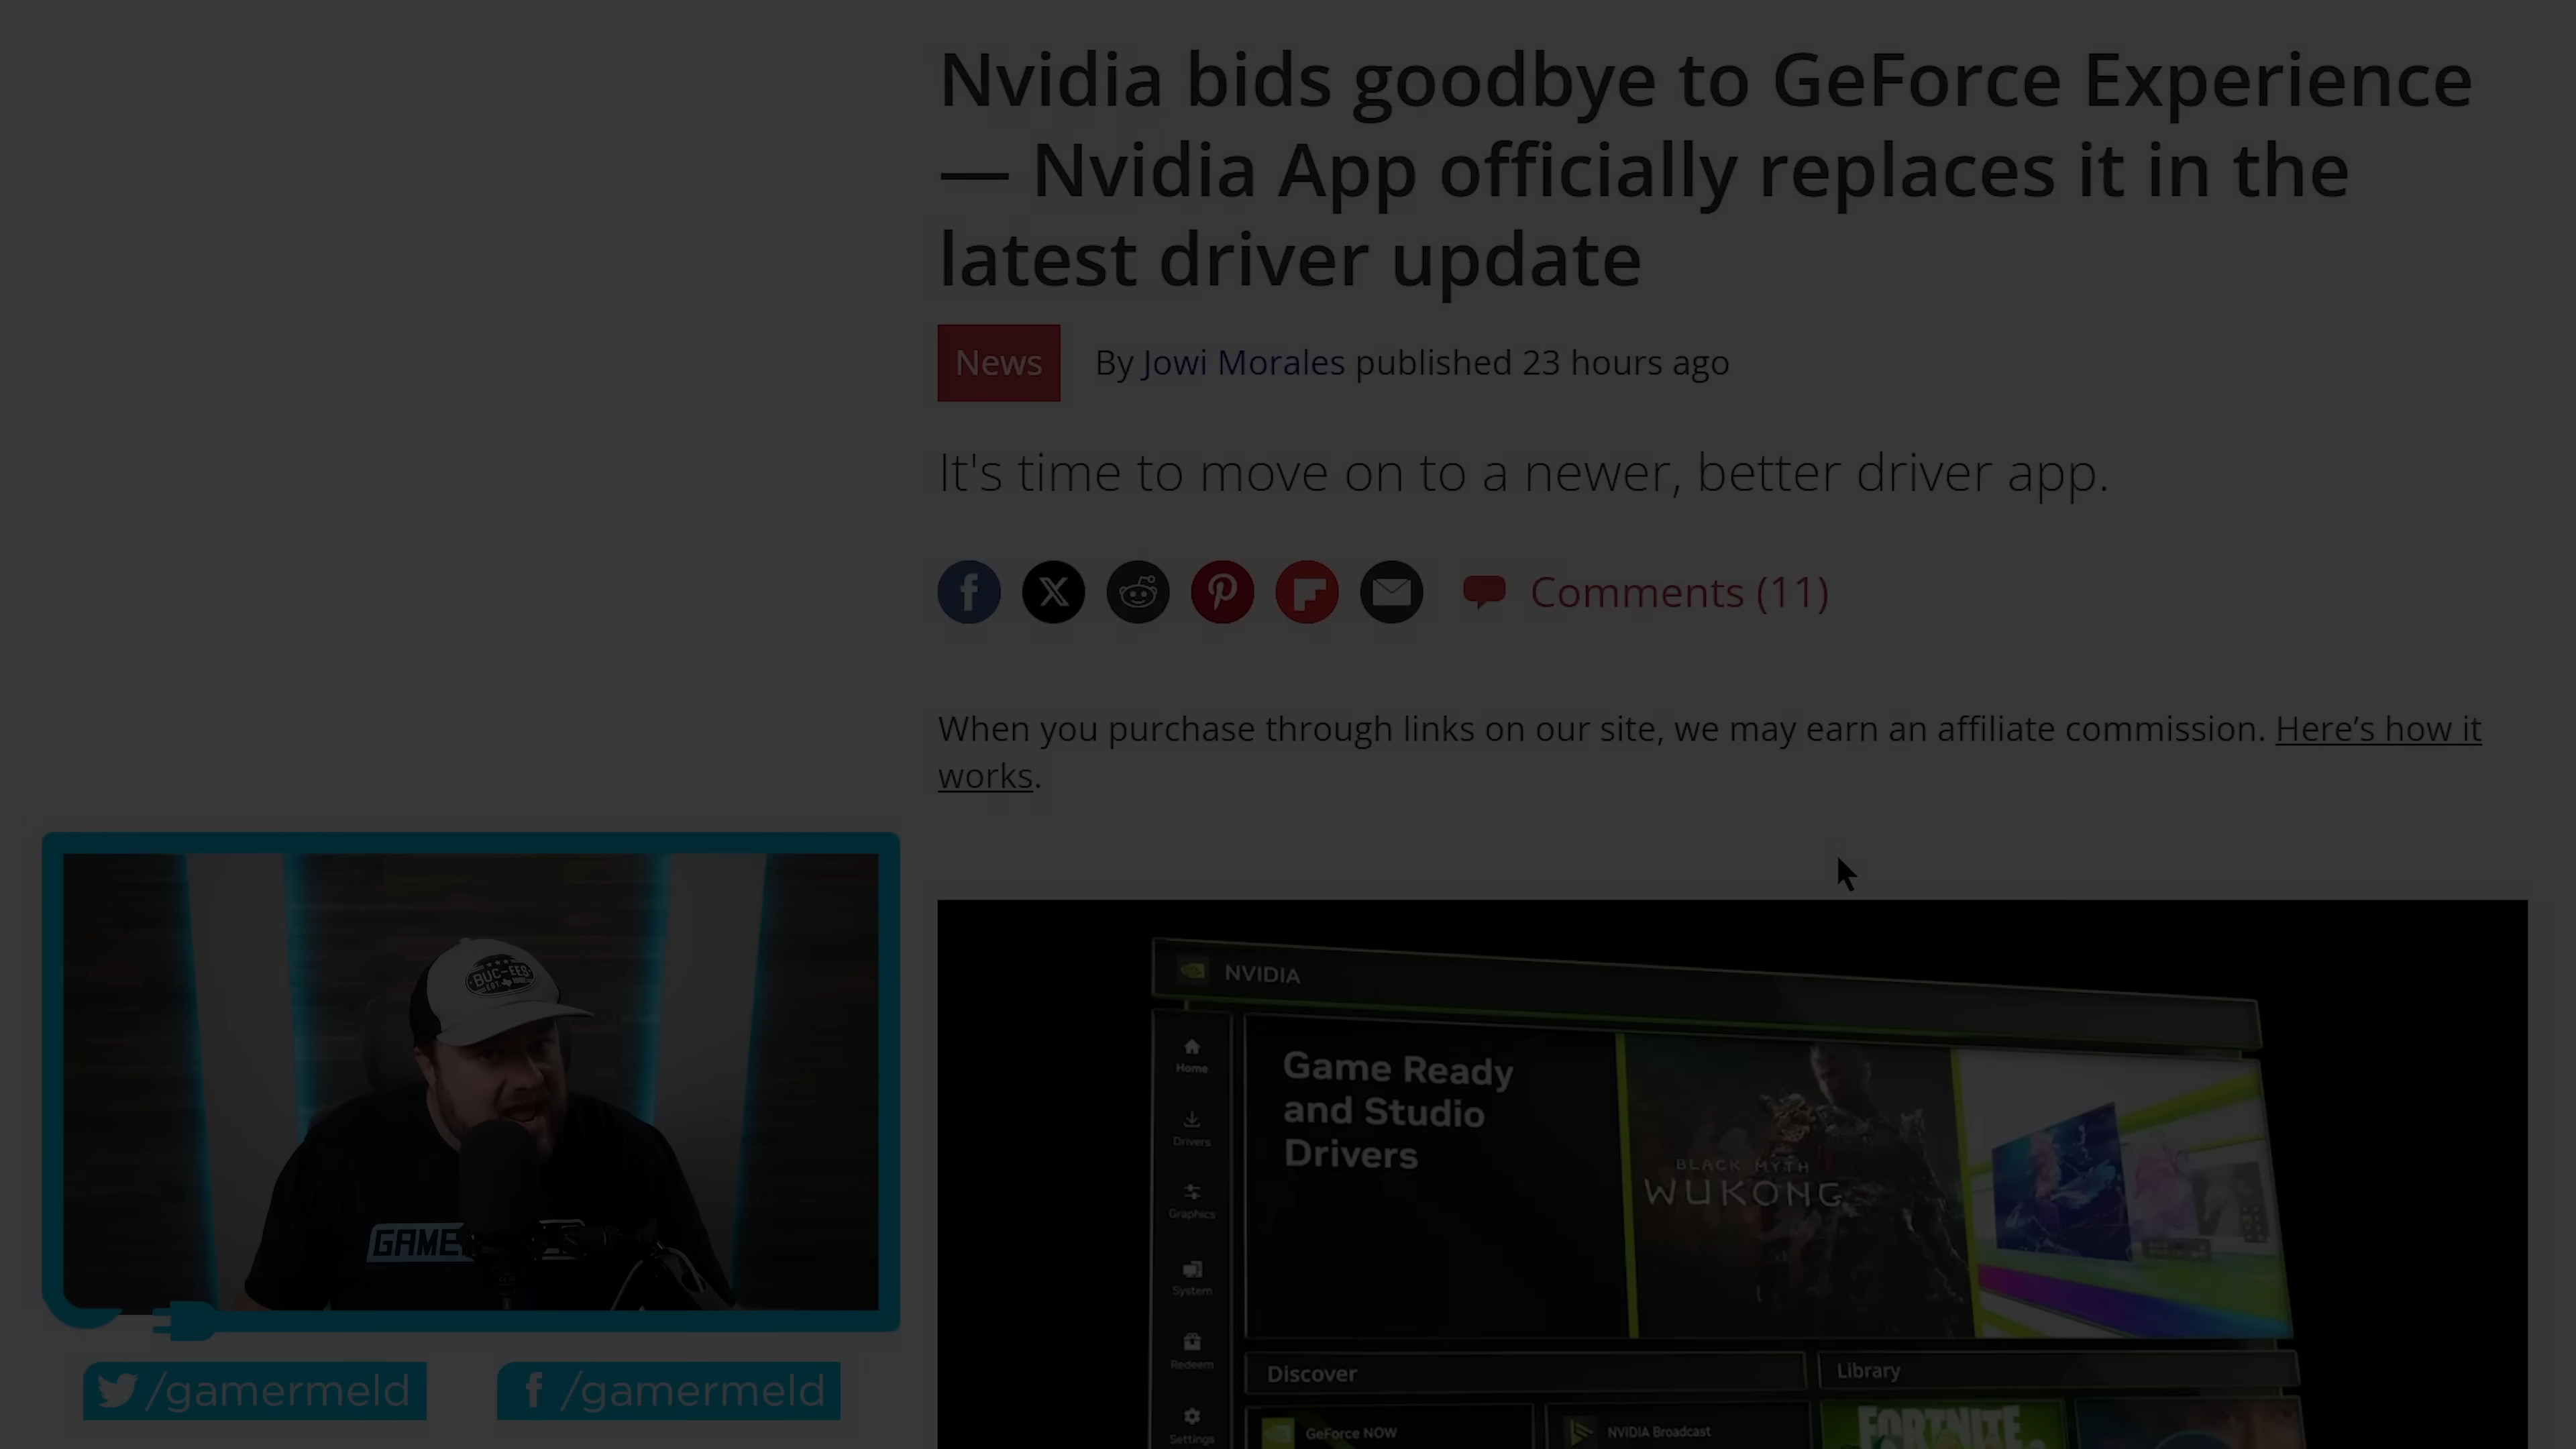 Nvidia bids goodbye to GeForce Experience
— Nvidia App officially replaces it in the
latest driver update
News By Jowi Morales published 23 hours ago
It's time to move on to a newer, better driver app.
Comments (11)
When you purchase through links on our site, we may earn an affiliate commission. Here’s how it
works.
BUC-EES
GAME
/gamermeld /gamermeld
NVIDIA
Home
Drivers
Graphics
System
Redeem
Settings
Game Ready
and Studio
Drivers
BLACK MYTH
WUKONG
Discover
Library
GeForce NOW
NVIDIA Broadcast
FORTNITE